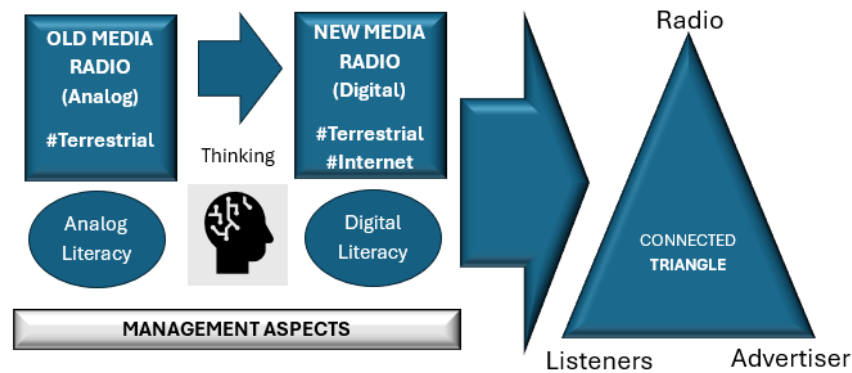 OLD MEDIA
RADIO
(Analog)
#Terrestrial
Thinking
NEW MEDIA
RADIO
(Digital)
#Terrestrial
#Internet
Analog
Literacy
Digital
Literacy
MANAGEMENT ASPECTS
Radio
CONNECTED
TRIANGLE
Listeners
Advertiser